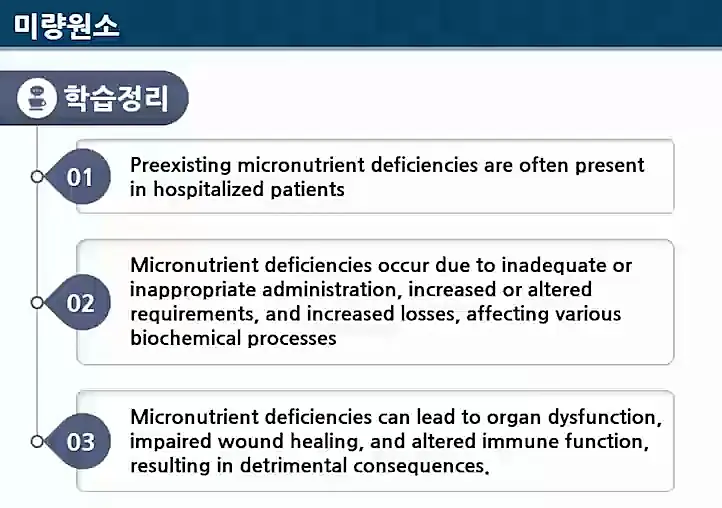 미량원소
학습정리
01
Preexisting micronutrient deficiencies are often present
in hospitalized patients
02
Micronutrient deficiencies occur due to inadequate or
inappropriate administration, increased or altered
requirements, and increased losses, affecting various
biochemical processes
03
Micronutrient deficiencies can lead to organ dysfunction,
impaired wound healing, and altered immune function,
resulting in detrimental consequences.